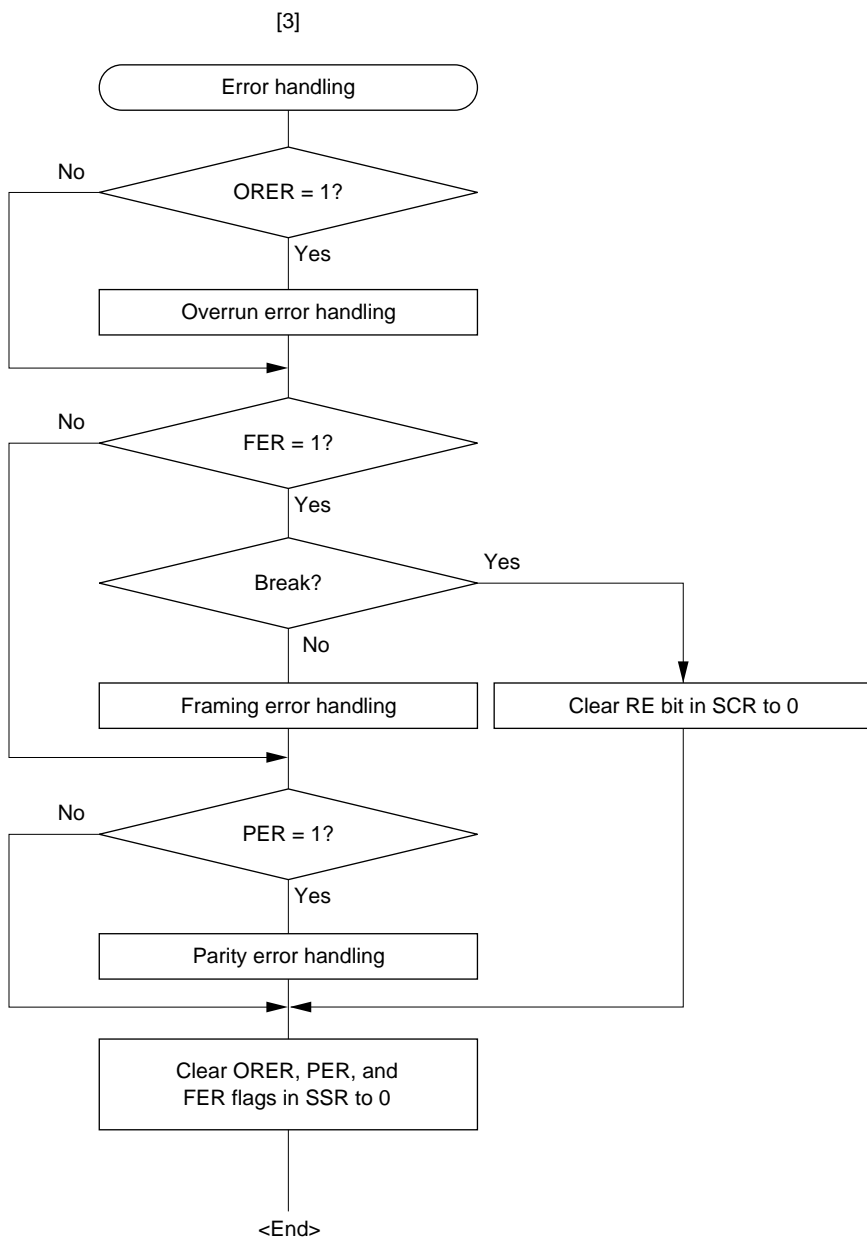 [3]
Error handling
No
ORER = 1?
Yes
Overrun error handling
No
FER = 1?
Yes
Break?
Yes
No
Framing error handling
Clear RE bit in SCR to 0
No
PER = 1?
Yes
Parity error handling
Clear ORER, PER, and
FER flags in SSR to 0
<End>